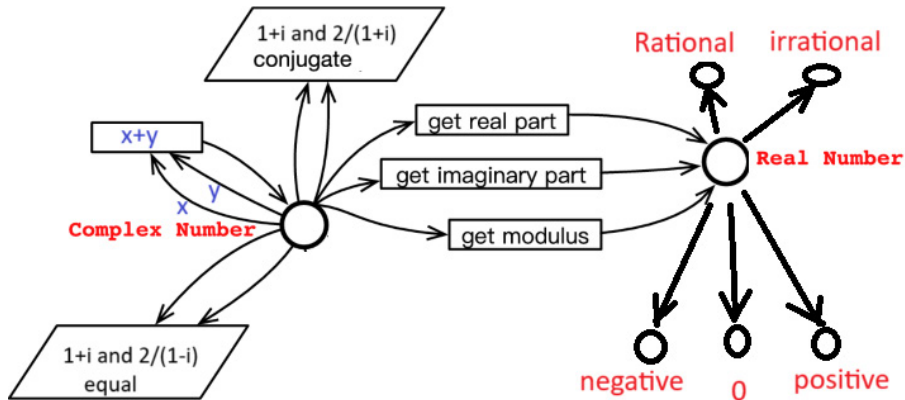 1+i and 2/(1+i)
conjugate
Rational
irrational
get real part
x+y
get imaginary part
Real Number
y
x
Complex Number
get modulus
1+i and 2/(1-i)
equal
negative
0
positive